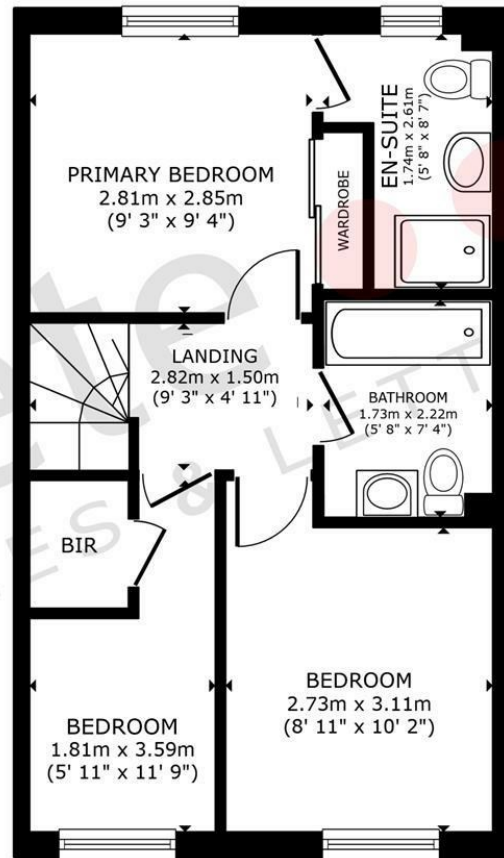 PRIMARY BEDROOM
2.81m x 2.85m
(9' 3" x 9' 4")
EN-SUITE
1.74m x 2.61m
(5' 8" x 8' 7")
WARDROBE
LANDING
2.82m x 1.50m
(9' 3" x 4' 11")
BATHROOM
1.73m x 2.22m
(5' 8" x 7' 4")
BIR
BEDROOM
1.81m x 3.59m
(5' 11" x 11' 9")
BEDROOM
2.73m x 3.11m
(8' 11" x 10' 2")
ete
ES & LETT